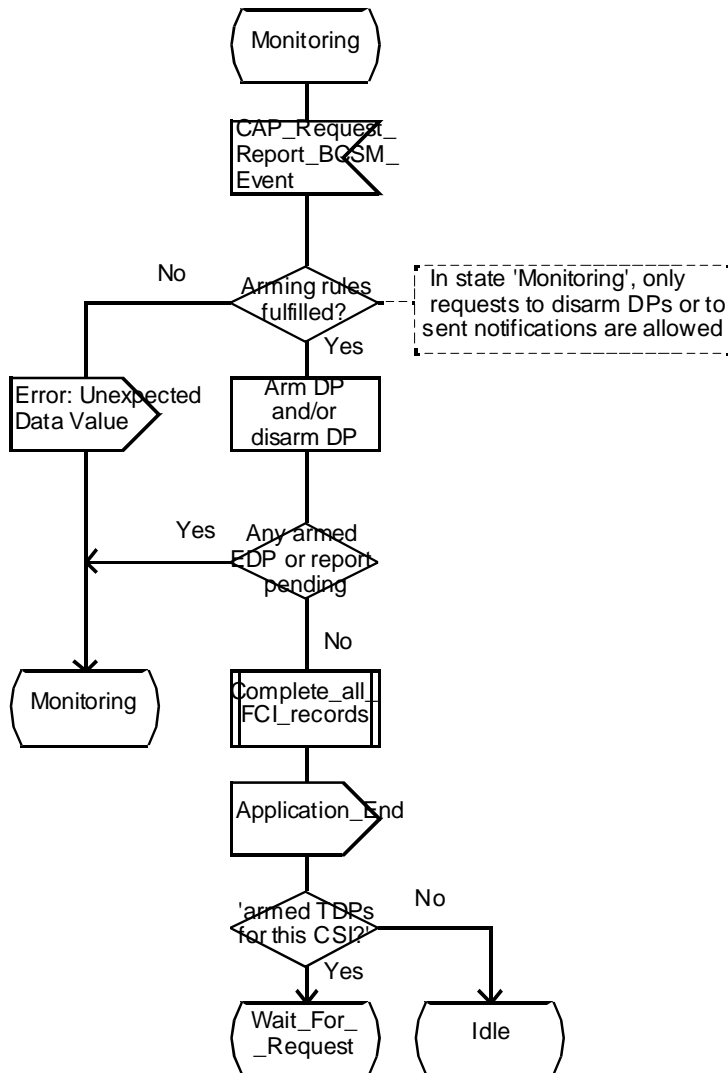 Monitoring
CAP_Request_
Report_BCSM_
Event
No
Arming rules
fulfilled?
In state 'Monitoring', only
requests to disarm DPs or to
sent notifications are allowed
Yes
Error: Unexpected
Data Value
Arm DP
and/or
disarm DP
Yes
Any armed
EDP or report
pending
No
Monitoring
Complete_all_
FCI_records
Application_End
'armed TDPs
for this CSI?'
No
Yes
Wait_For_
_Request
Idle